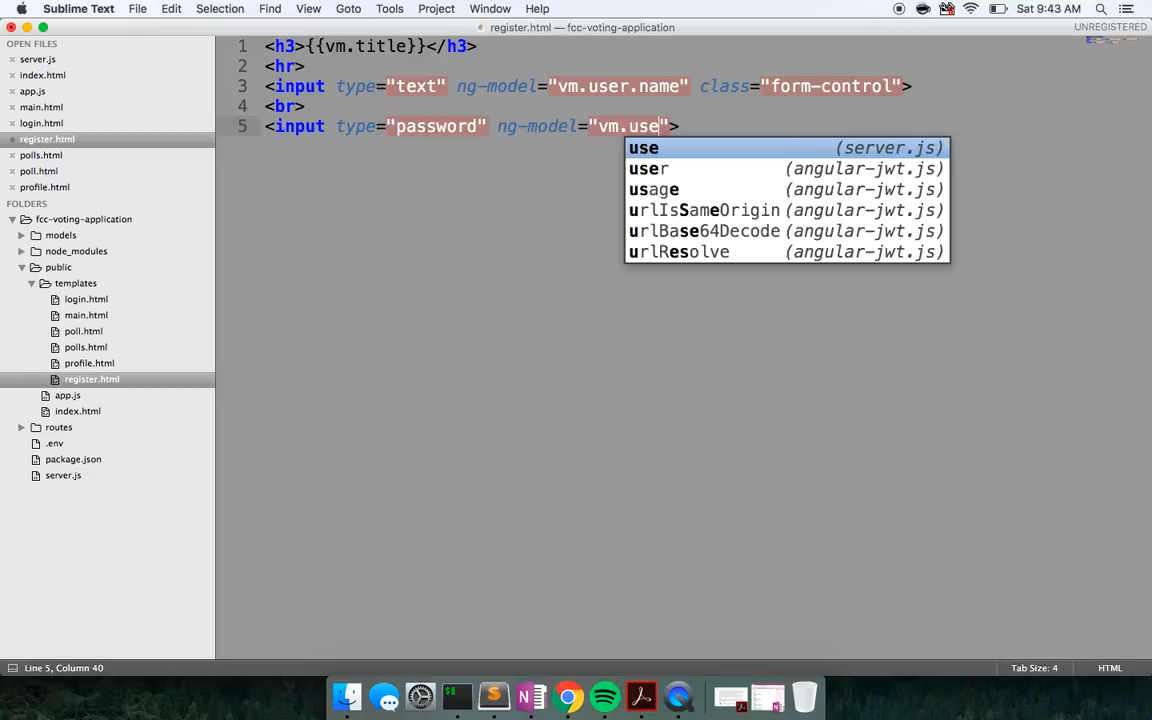 Sublime Text File Edit Selection Find View Goto Tools Project Window Help Sat 9:43 AM
register.html — fcc-voting-application UNREGISTERED
OPEN FILES
server.js
index.html
app.js
main.html
login.html
register.html
polls.html
poll.html
profile.html
FOLDERS
fcc-voting-application
models
node_modules
public
templates
login.html
main.html
poll.html
polls.html
profile.html
register.html
app.js
index.html
routes
.env
package.json
server.js
1 <h3>{{vm.title}}</h3>
2 <hr>
3 <input type="text" ng-model="vm.user.name" class="form-control">
4 <br>
5 <input type="password" ng-model="vm.use">
use (server.js)
user (angular-jwt.js)
usage (angular-jwt.js)
urlIsSameOrigin (angular-jwt.js)
urlBase64Decode (angular-jwt.js)
urlResolve (angular-jwt.js)
Line 5, Column 40 Tab Size: 4 HTML